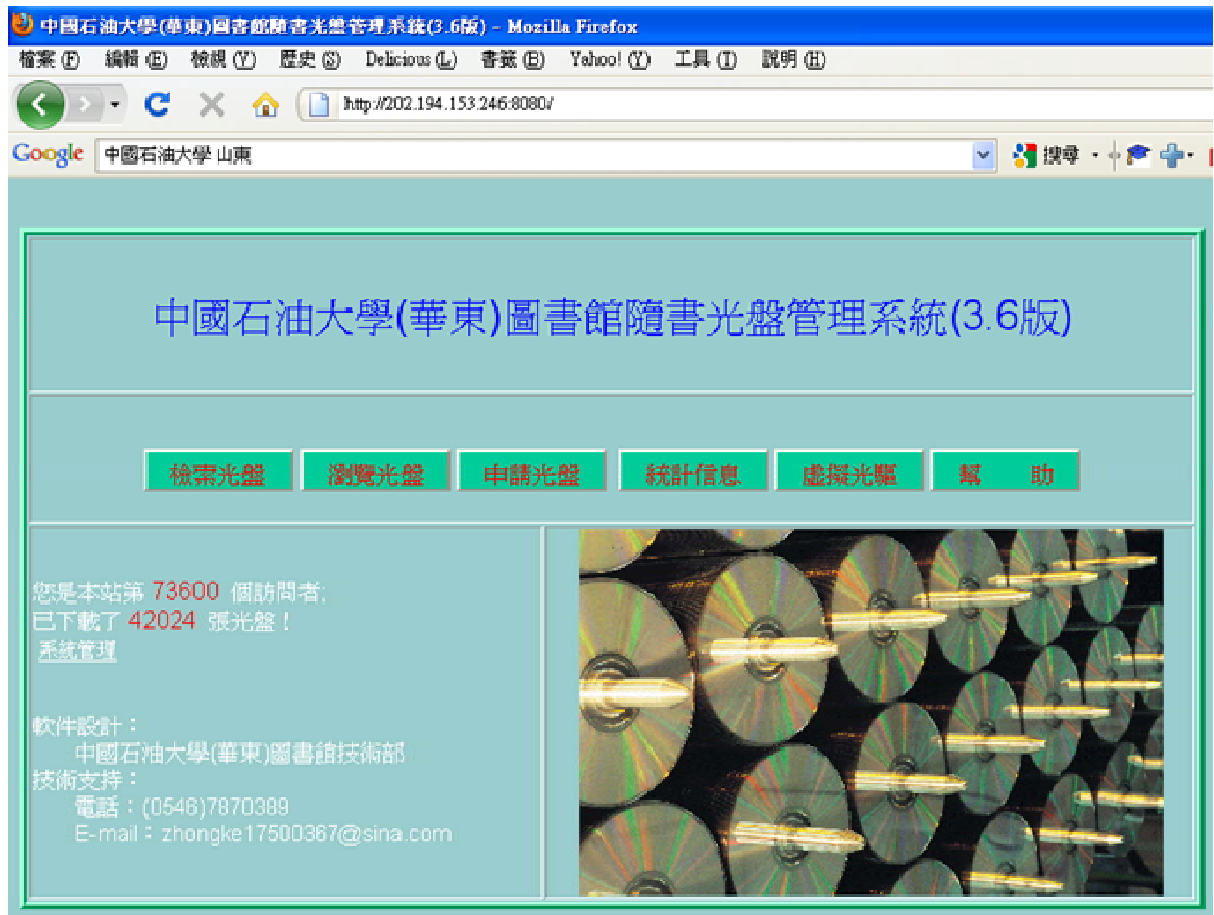 中國石油大學(華東)圖書館隨書光盤管理系統(3.6版) - Mozilla Firefox
檔案(F) 編輯(E) 檢視(V) 歷史(S) Delicious(L) 書籤(B) Yahoo!(Y) 工具(T) 說明(H)
http://202.194.153.246:8080/
Google 中國石油大學 山東 搜尋
中國石油大學(華東)圖書館隨書光盤管理系統(3.6版)
檢索光盤 瀏覽光盤 申請光盤 統計信息 虛擬光驅 幫 助
您是本站第 73600 個訪問者;
已下載了 42024 張光盤！
系統管理
軟件設計：
中國石油大學(華東)圖書館技術部
技術支持：
電話：(0546)7870389
E-mail：zhongke17500367@sina.com